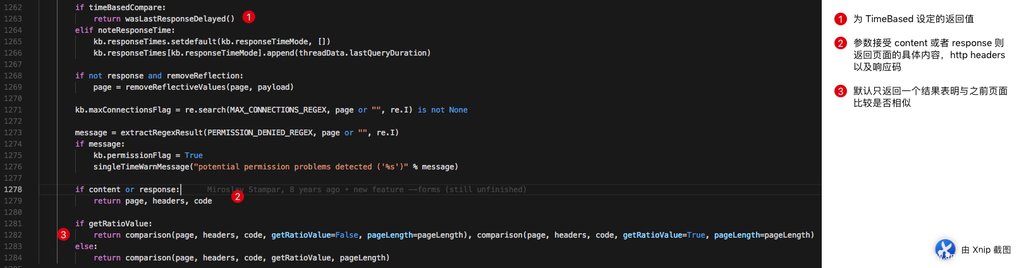 1262 if timeBasedCompare:
1263 return wasLastResponseDelayed() 1
1264 elif noteResponseTime:
1265 kb.responseTimes.setdefault(kb.responseTimeMode, [])
1266 kb.responseTimes[kb.responseTimeMode].append(threadData.lastQueryDuration)
1267
1268 if not response and removeReflection:
1269 page = removeReflectiveValues(page, payload)
1270
1271 kb.maxConnectionsFlag = re.search(MAX_CONNECTIONS_REGEX, page or "", re.I) is not None
1272
1273 message = extractRegexResult(PERMISSION_DENIED_REGEX, page or "", re.I)
1274 if message:
1275 kb.permissionFlag = True
1276 singleTimeWarnMessage("potential permission problems detected ('%s')" % message)
1277
1278 if content or response: Miroslav Stampar, 8 years ago • new feature --forms (still unfinished)
1279 return page, headers, code 2
1280
1281 if getRatioValue:
1282 3 return comparison(page, headers, code, getRatioValue=False, pageLength=pageLength), comparison(page, headers, code, getRatioValue=True, pageLength=pageLength)
1283 else:
1284 return comparison(page, headers, code, getRatioValue, pageLength)
1 为 TimeBased 设定的返回值
2 参数接受 content 或者 response 则
返回页面的具体内容，http headers
以及响应码
3 默认只返回一个结果表明与之前页面
比较是否相似
由 Xnip 截图